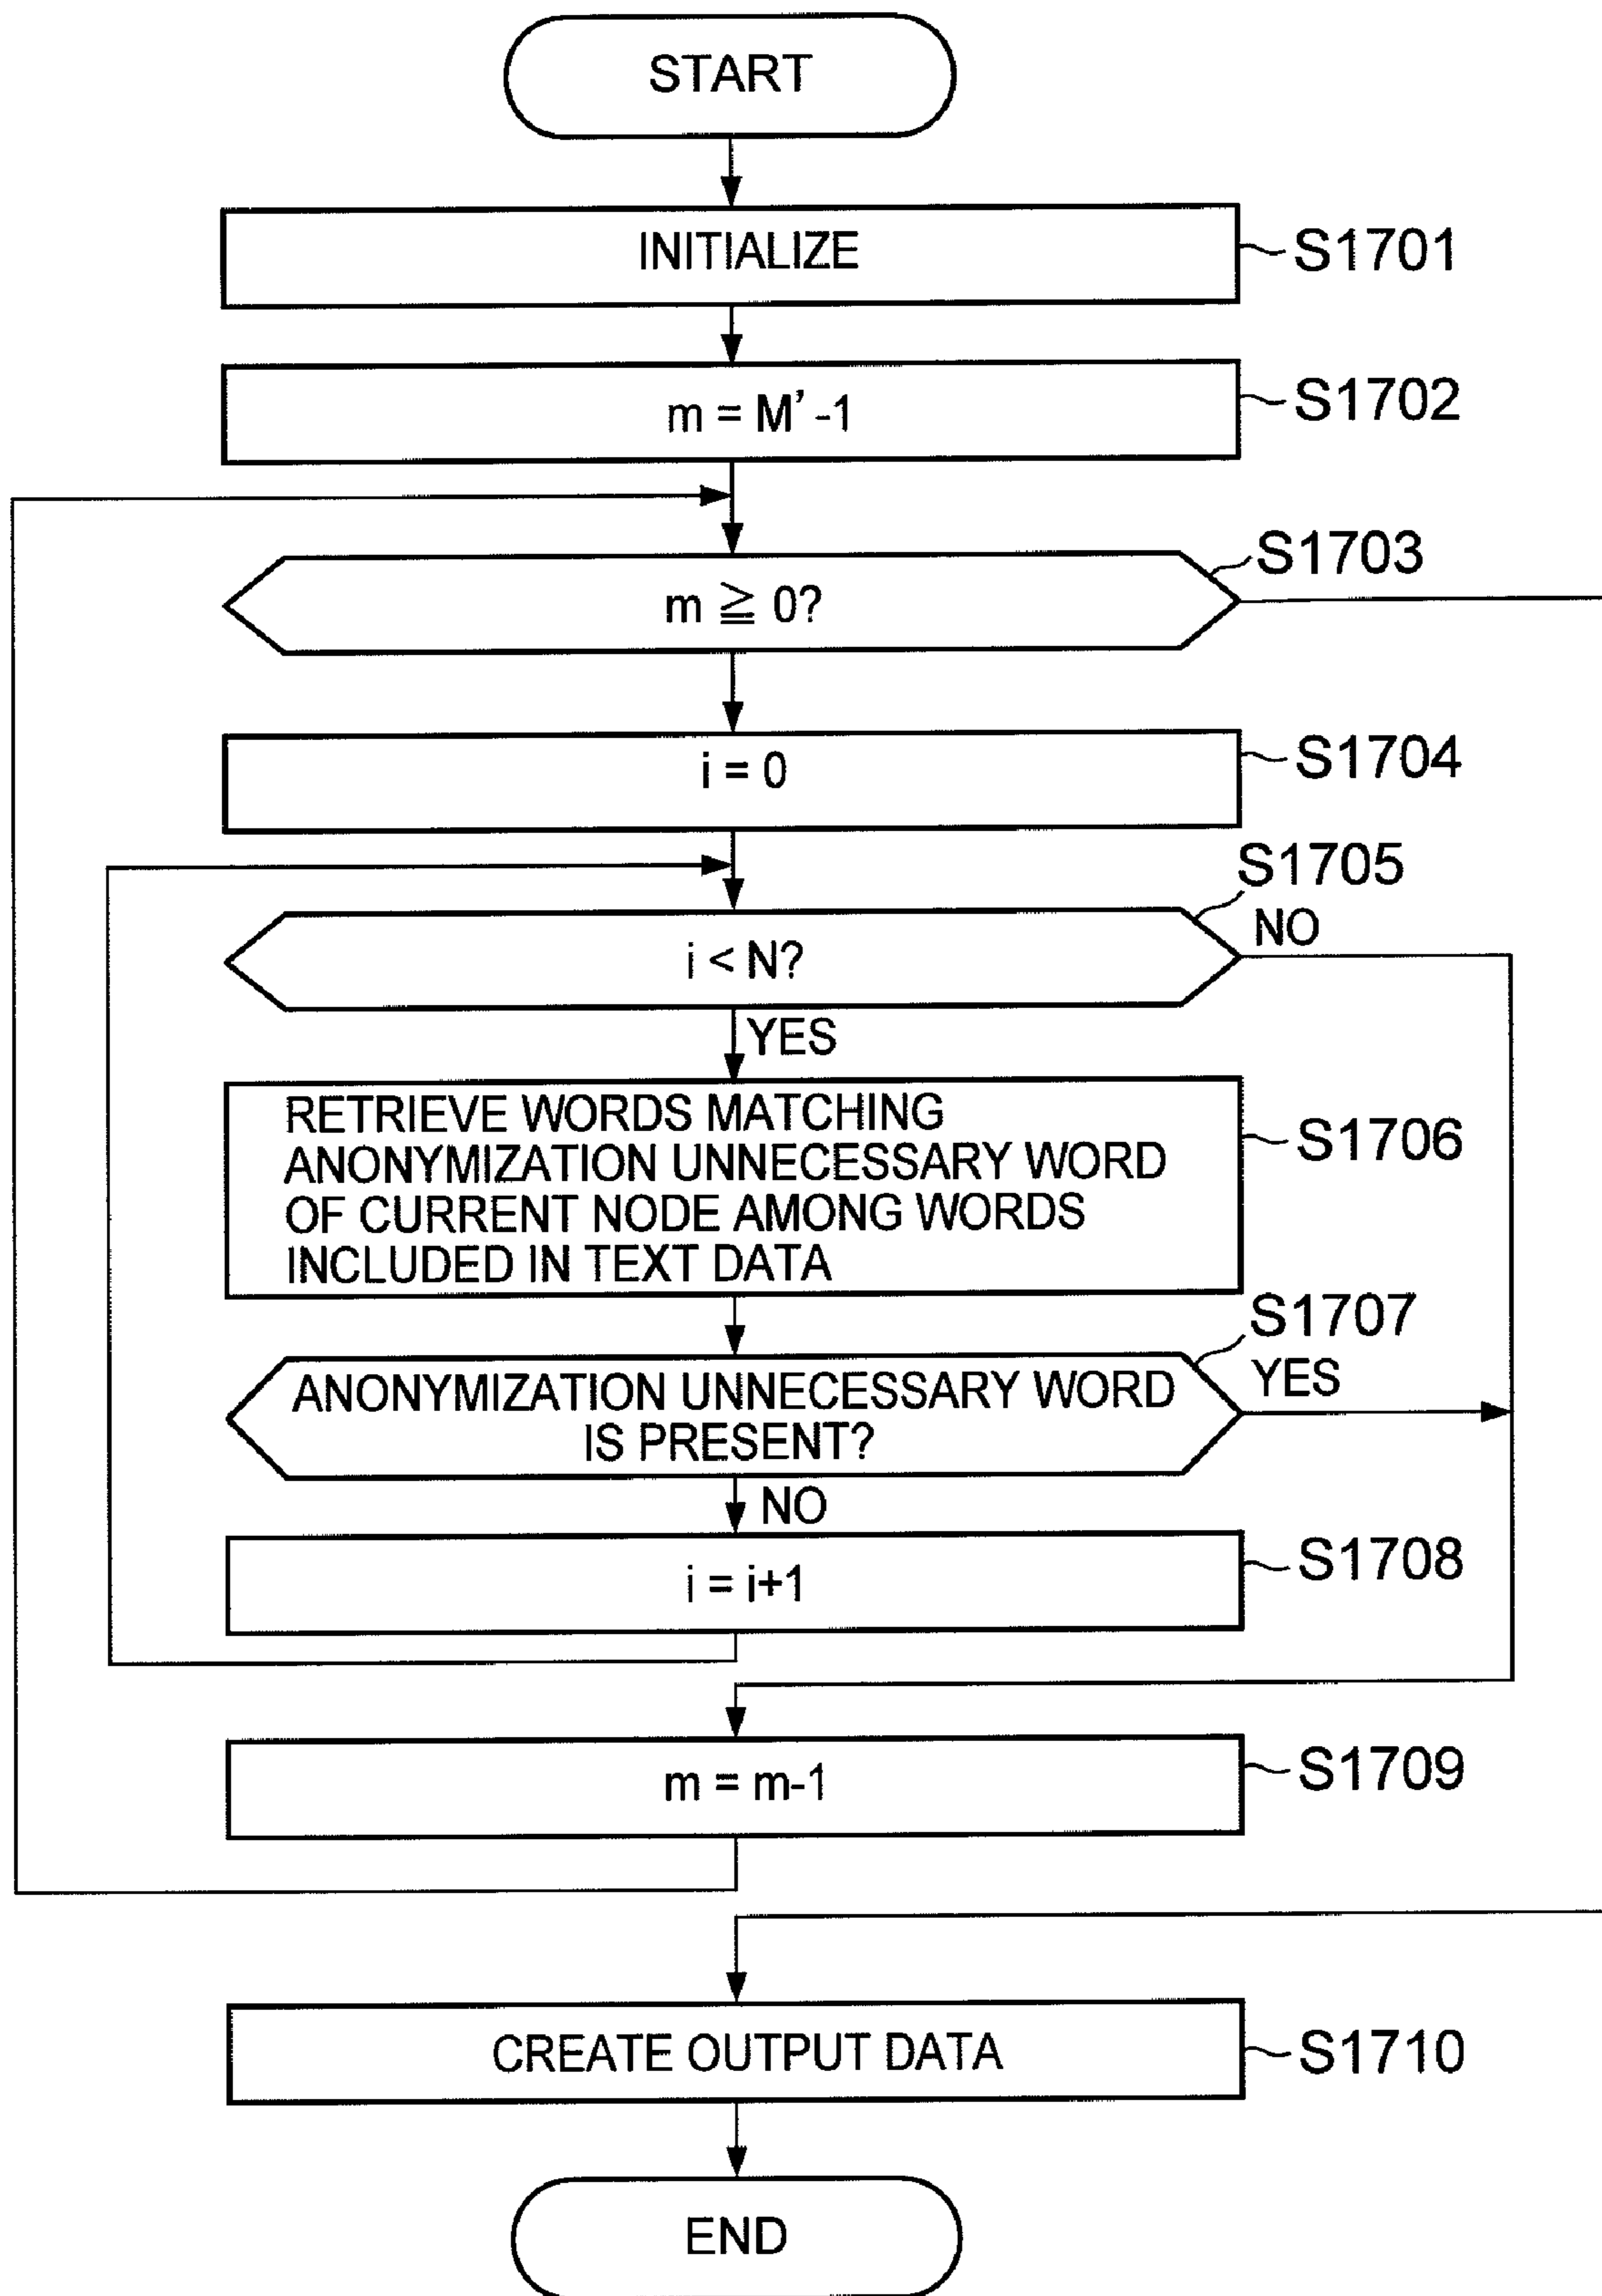 START
INITIALIZE
S1701
m = M' -1
S1702
S1703
m ≧ 0?
i = 0
S1704
S1705
i < N?
NO
YES
RETRIEVE WORDS MATCHING
ANONYMIZATION UNNECESSARY WORD
OF CURRENT NODE AMONG WORDS
INCLUDED IN TEXT DATA
S1706
S1707
ANONYMIZATION UNNECESSARY WORD
IS PRESENT?
YES
NO
i = i+1
S1708
m = m-1
S1709
CREATE OUTPUT DATA
S1710
END